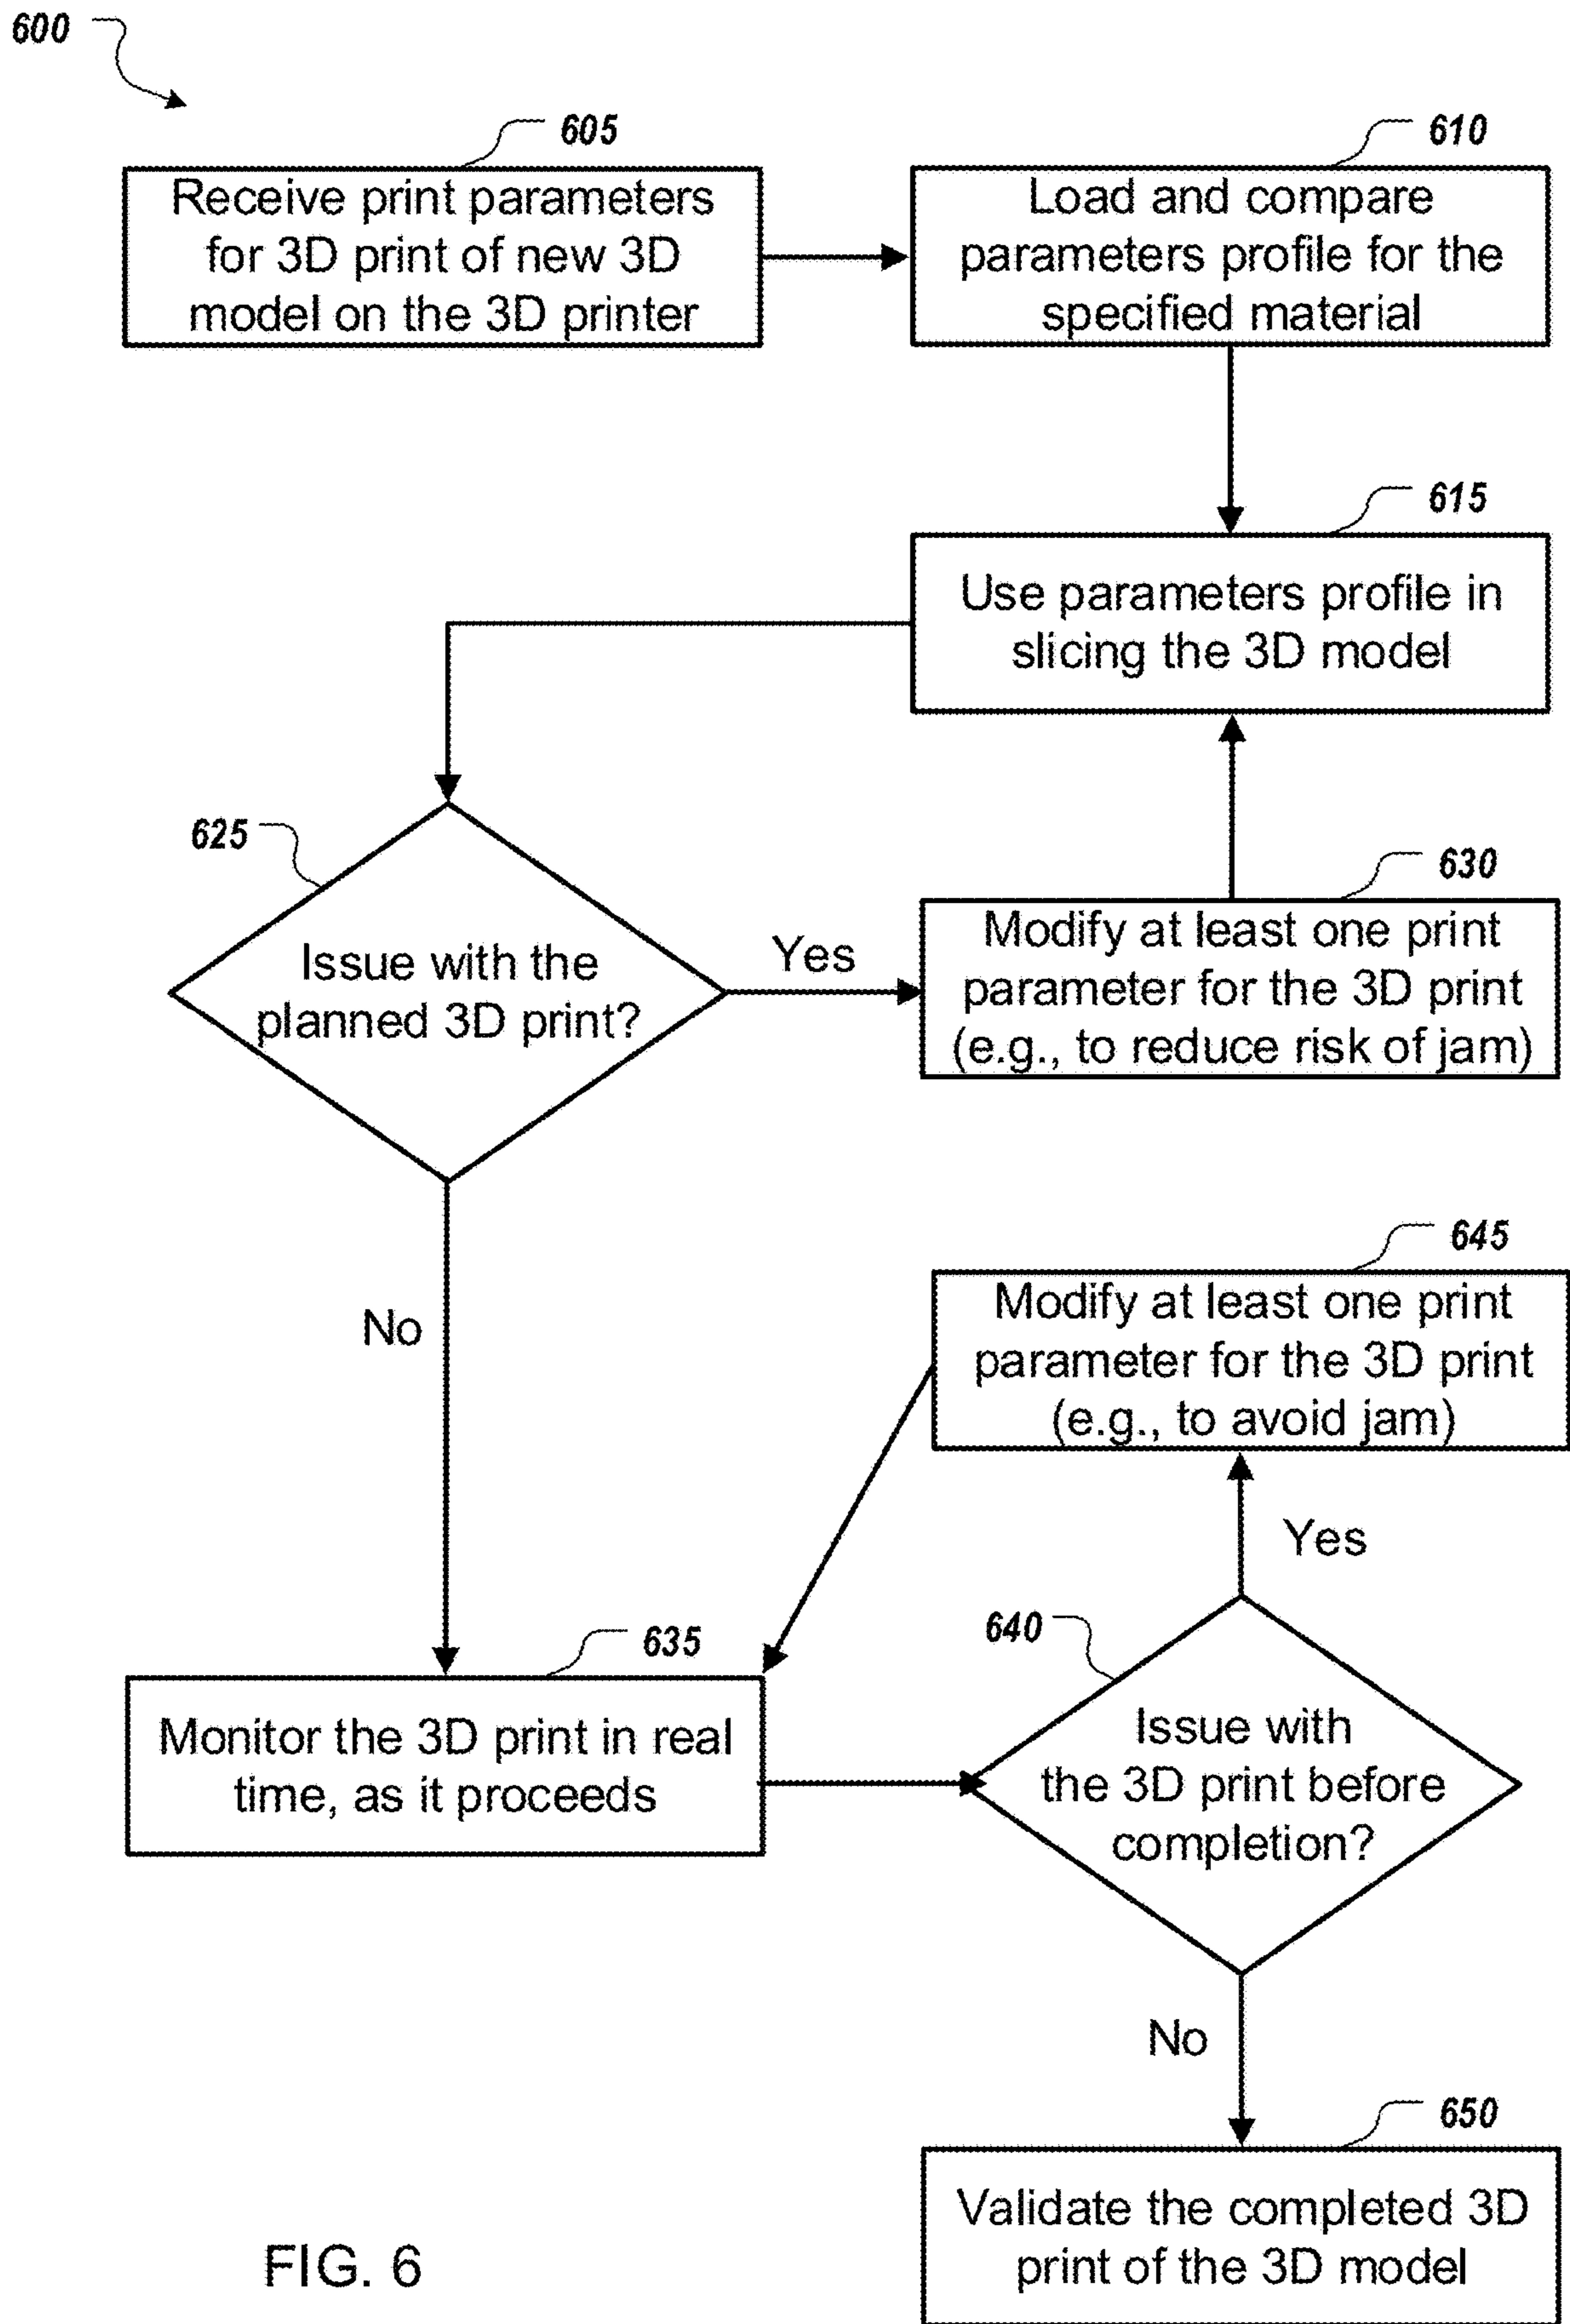 600
605
Receive print parameters
for 3D print of new 3D
model on the 3D printer
610
Load and compare
parameters profile for the
specified material
615
Use parameters profile in
slicing the 3D model
625
Issue with the
planned 3D print?
Yes
630
Modify at least one print
parameter for the 3D print
(e.g., to reduce risk of jam)
No
645
Modify at least one print
parameter for the 3D print
(e.g., to avoid jam)
Yes
635
Monitor the 3D print in real
time, as it proceeds
640
Issue with
the 3D print before
completion?
No
650
Validate the completed 3D
print of the 3D model
FIG. 6